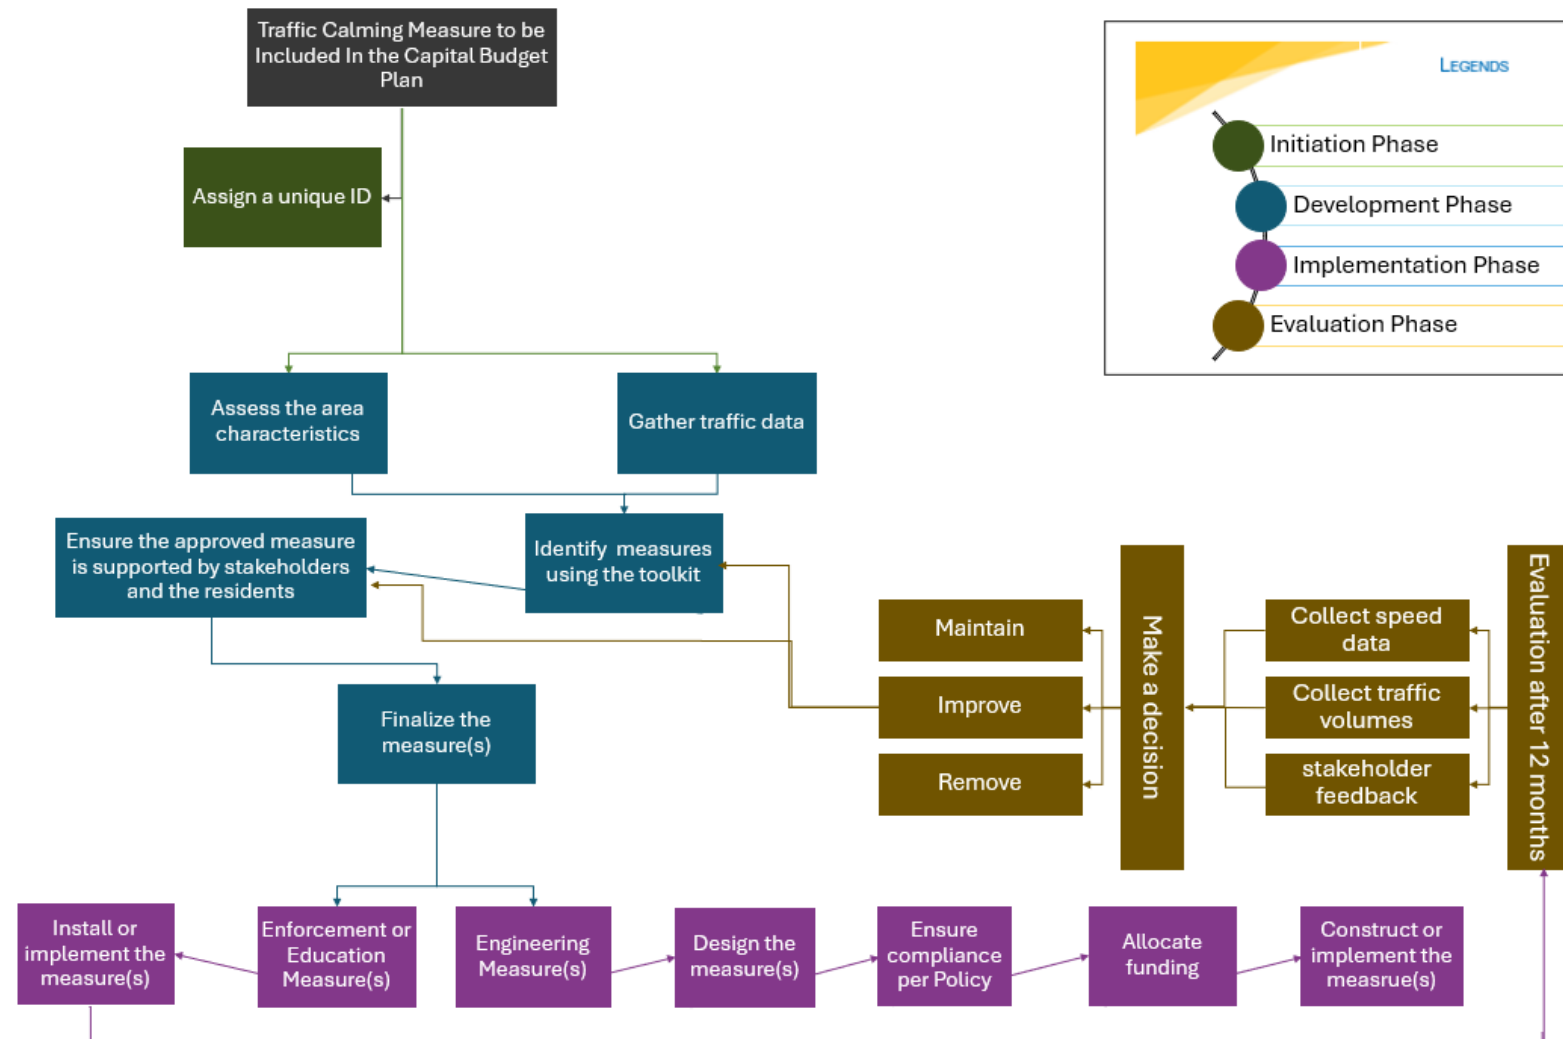 Traffic Calming Measure to be
Included In the Capital Budget
Plan
LEGENDS
Initiation Phase
Development Phase
Implementation Phase
Evaluation Phase
Assign a unique ID
Assess the area
characteristics
Gather traffic data
Ensure the approved measure
is supported by stakeholders
and the residents
Identify measures
using the toolkit
Finalize the
measure(s)
Maintain
Improve
Remove
Make a decision
Collect speed
data
Collect traffic
volumes
stakeholder
feedback
Evaluation after 12 months
Install or
implement the
measure(s)
Enforcement or
Education
Measure(s)
Engineering
Measure(s)
Design the
measure(s)
Ensure
compliance
per Policy
Allocate
funding
Construct or
implement the
measrue(s)